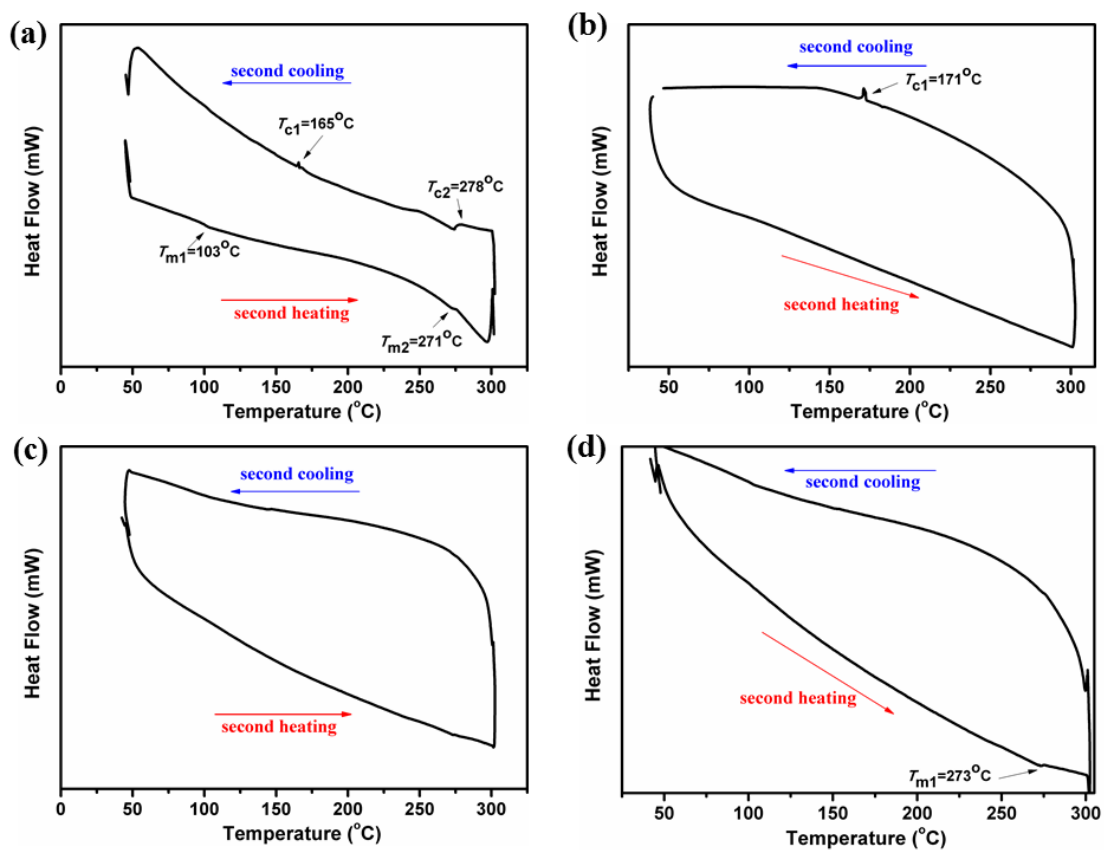 (a)
Heat Flow (mW)
second cooling
Tc1=165°C
Tc2=278°C
Tm1=103°C
second heating
Tm2=271°C
0 50 100 150 200 250 300
Temperature (°C)
(b)
Heat Flow (mW)
second cooling
Tc1=171°C
second heating
50 100 150 200 250 300
Temperature (°C)
(c)
Heat Flow (mW)
second cooling
second heating
0 50 100 150 200 250 300
Temperature (°C)
(d)
Heat Flow (mW)
second cooling
second heating
Tm1=273°C
50 100 150 200 250 300
Temperature (°C)